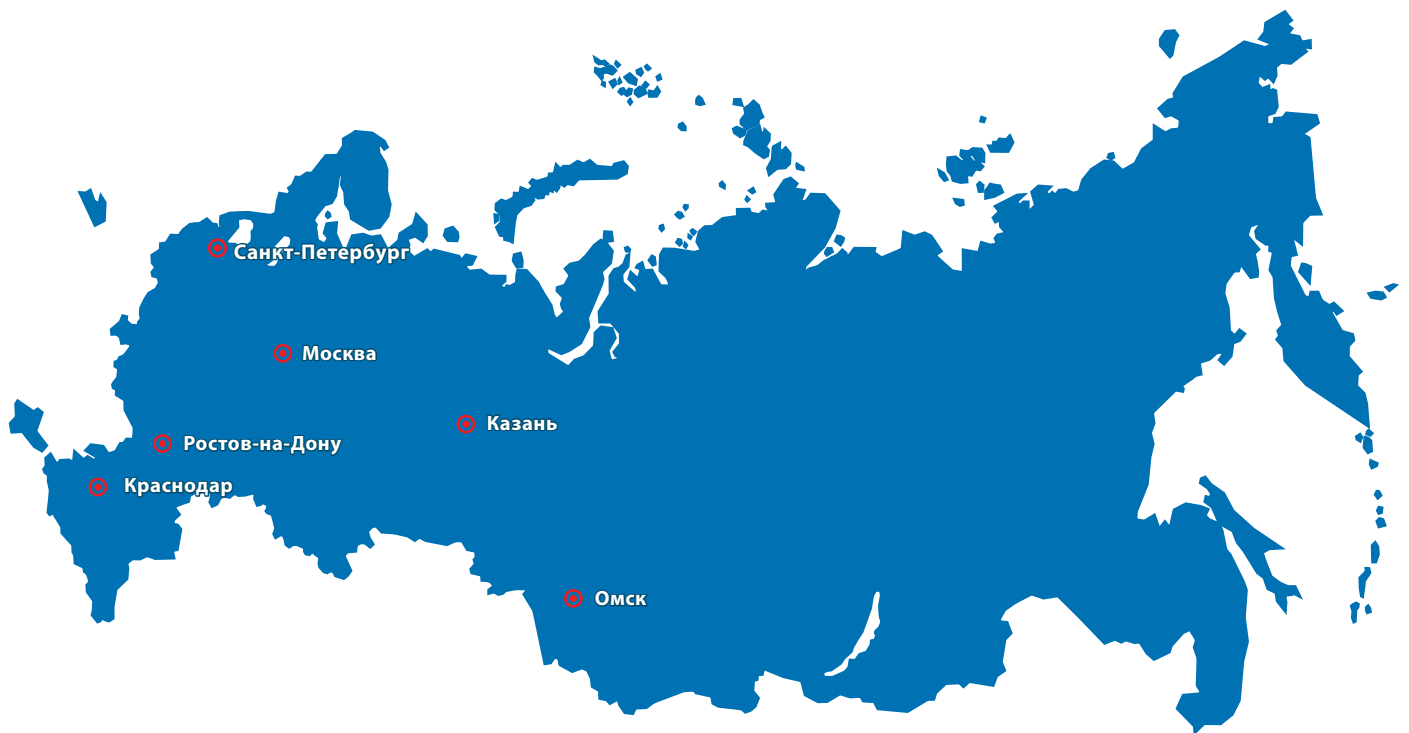 Санкт-Петербург
Москва
Казань
Ростов-на-Дону
Краснодар
Омск